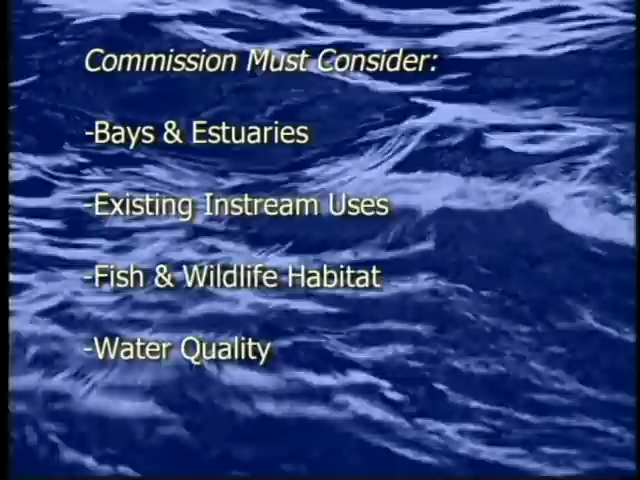 Commission Must Consider:
-Bays & Estuaries
-Existing Instream Uses
-Fish & Wildlife Habitat
-Water Quality